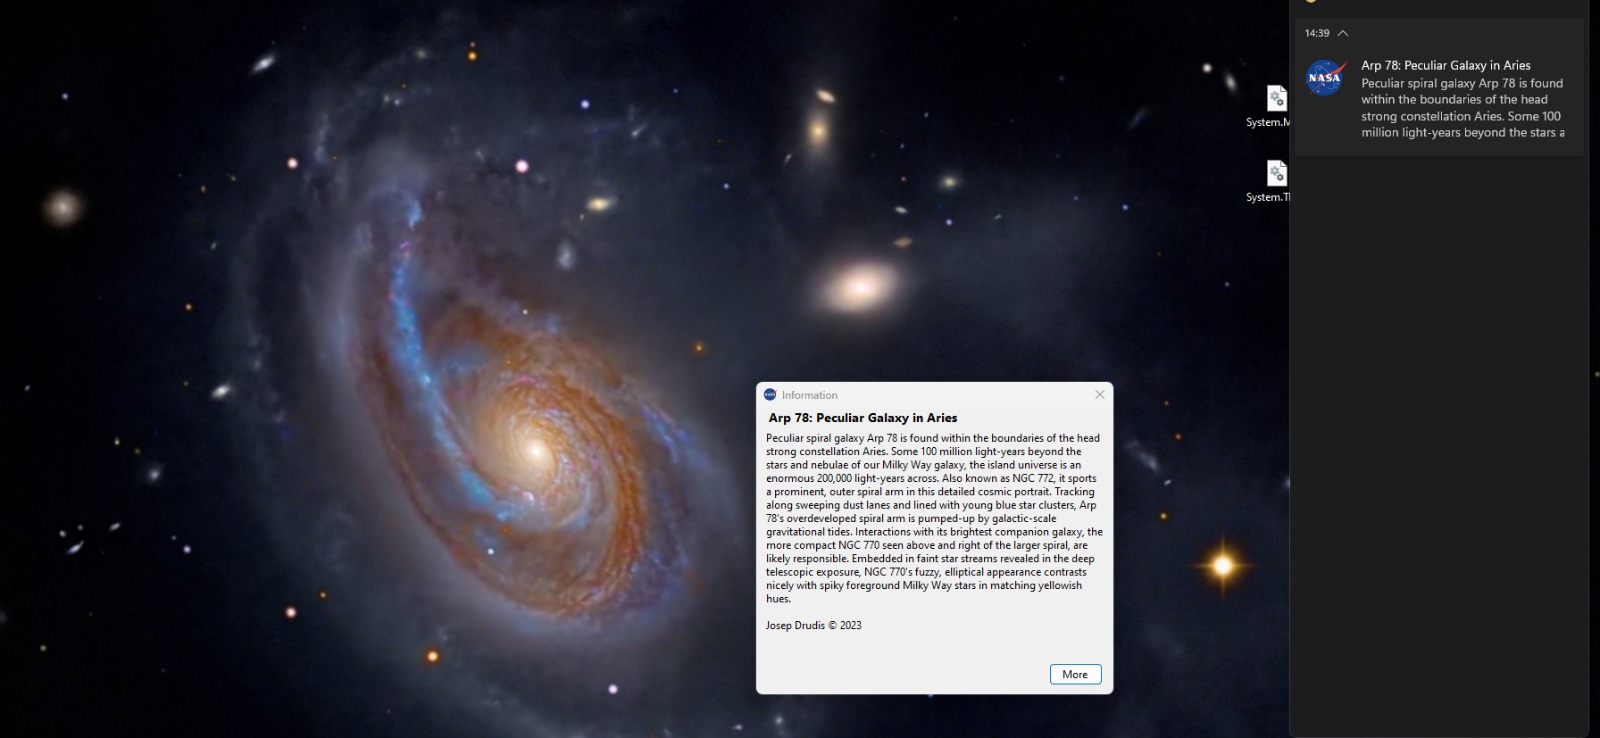 14:39
NASA
Arp 78: Peculiar Galaxy in Aries
Peculiar spiral galaxy Arp 78 is found
within the boundaries of the head
strong constellation Aries. Some 100
million light-years beyond the stars a
System.M
System.Tl
Information
Arp 78: Peculiar Galaxy in Aries
Peculiar spiral galaxy Arp 78 is found within the boundaries of the head
strong constellation Aries. Some 100 million light-years beyond the
stars and nebulae of our Milky Way galaxy, the island universe is an
enormous 200,000 light-years across. Also known as NGC 772, it sports
a prominent, outer spiral arm in this detailed cosmic portrait. Tracking
along sweeping dust lanes and lined with young blue star clusters, Arp
78's overdeveloped spiral arm is pumped-up by galactic-scale
gravitational tides. Interactions with its brightest companion galaxy, the
more compact NGC 770 seen above and right of the larger spiral, are
likely responsible. Embedded in faint star streams revealed in the deep
telescopic exposure, NGC 770's fuzzy, elliptical appearance contrasts
nicely with spiky foreground Milky Way stars in matching yellowish
hues.
Josep Drudis © 2023
More